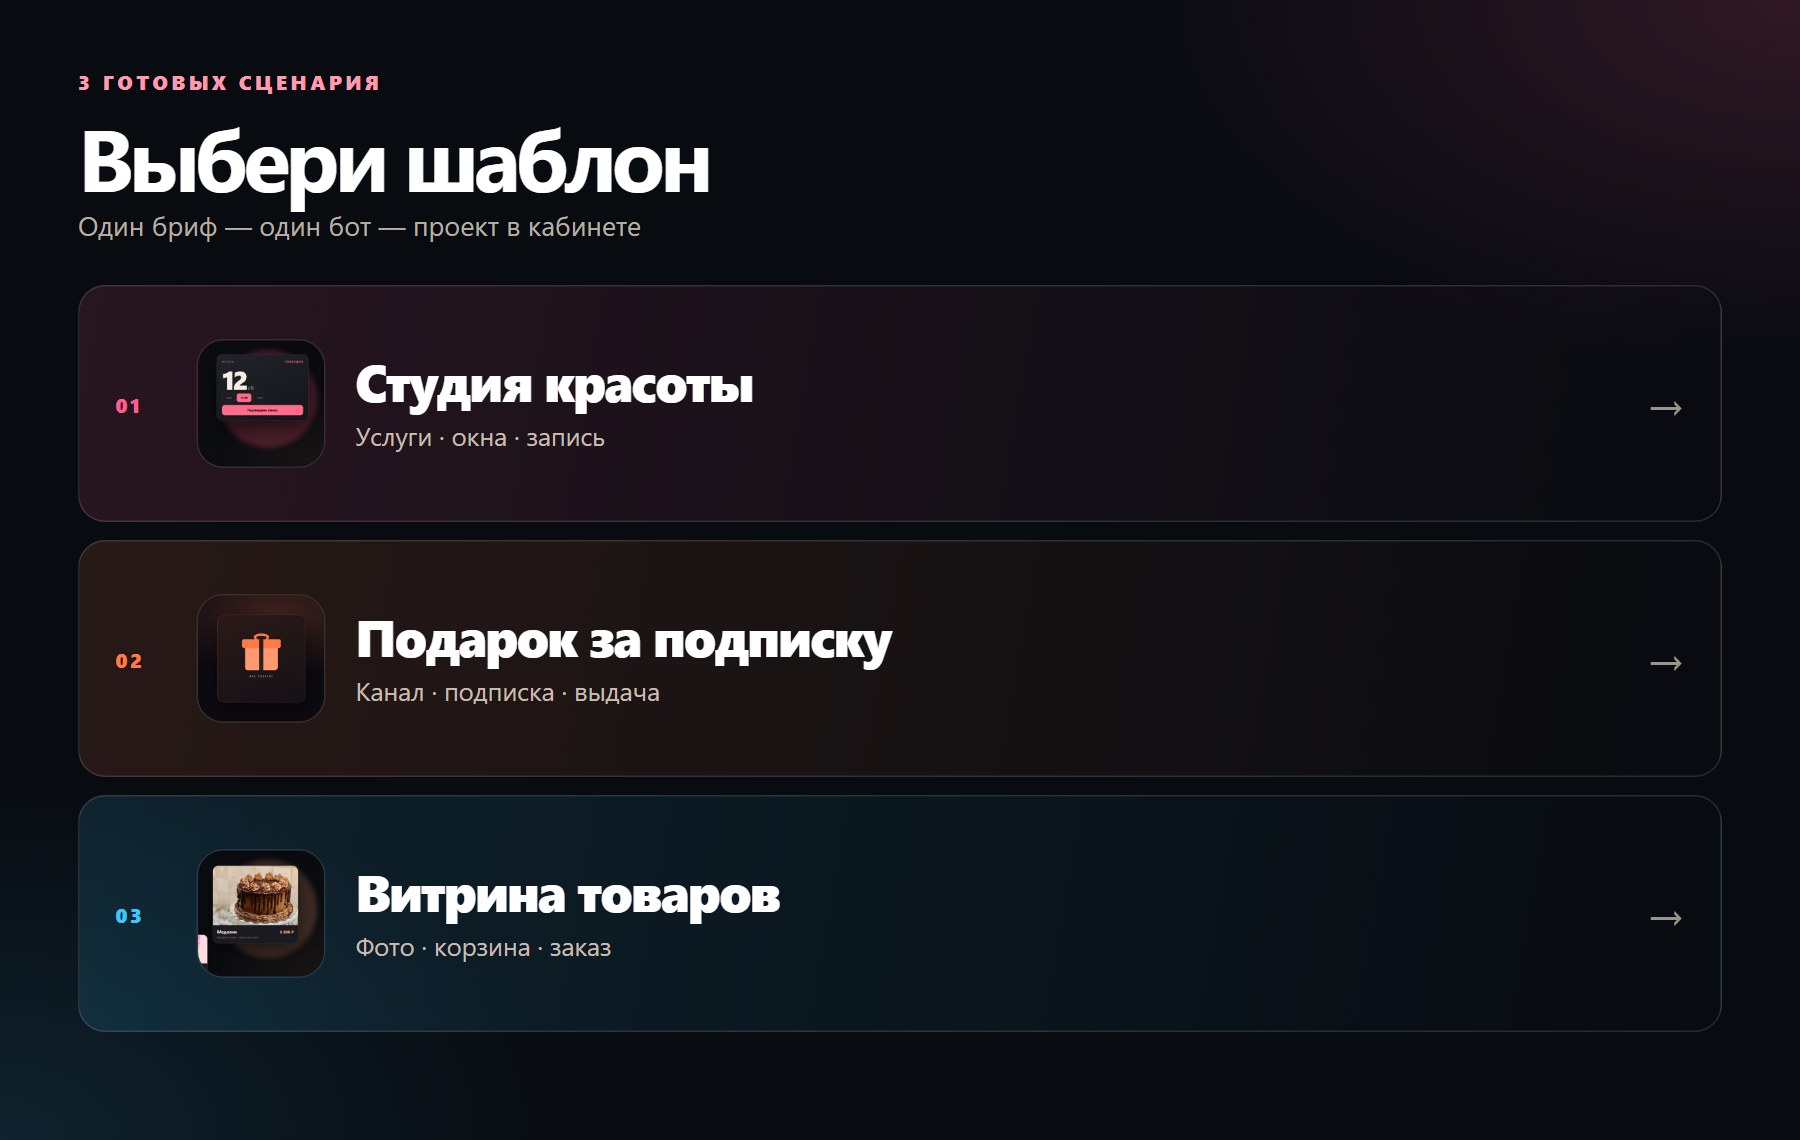 3 ГОТОВЫХ СЦЕНАРИЯ
Выбери шаблон
Один бриф — один бот — проект в кабинете
01
12
Студия красоты
Услуги · окна · запись
→
02
Подарок за подписку
Канал · подписка · выдача
→
03
Витрина товаров
Фото · корзина · заказ
→